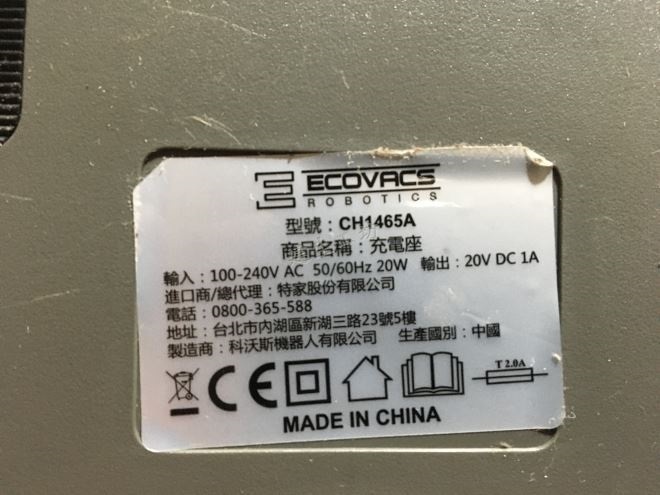 ECOVACS
ROBOTICS
型號：CH1465A
商品名稱：充電座
輸入：100-240V AC 50/60Hz 20W 輸出：20V DC 1A
進口商/總代理：特家股份有限公司
電話：0800-365-588
地址：台北市內湖區新湖三路23號5樓
製造商：科沃斯機器人有限公司 生產國別：中國
CE T 2.0A
MADE IN CHINA